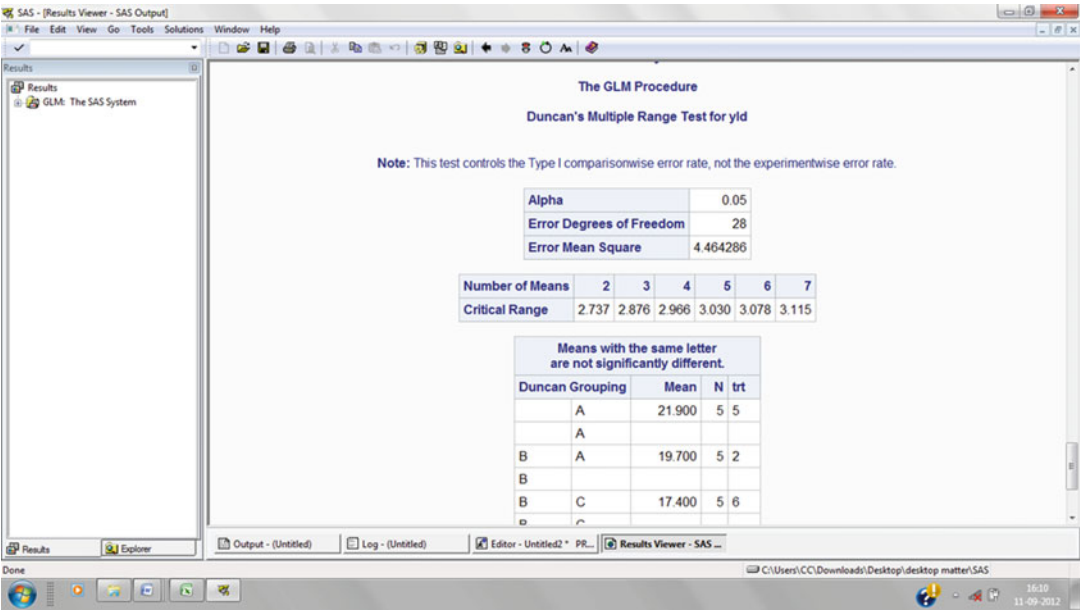 SAS - [Results Viewer - SAS Output]
File Edit View Go Tools Solutions Window Help
Results
Results
GLM: The SAS System
The GLM Procedure
Duncan's Multiple Range Test for yld
Note: This test controls the Type I comparisonwise error rate, not the experimentwise error rate.
Alpha 0.05
Error Degrees of Freedom 28
Error Mean Square 4.464286
Number of Means 2 3 4 5 6 7
Critical Range 2.737 2.876 2.966 3.030 3.078 3.115
Means with the same letter
are not significantly different.
Duncan Grouping Mean N trt
A 21.900 5 5
A
B A 19.700 5 2
B
B C 17.400 5 6
B C
Results Explorer
Output - (Untitled) Log - (Untitled) Editor - Untitled2 * PR... Results Viewer - SAS ...
Done
C:\Users\CC\Downloads\Desktop\desktop matter\SAS
16:10
11-09-2012